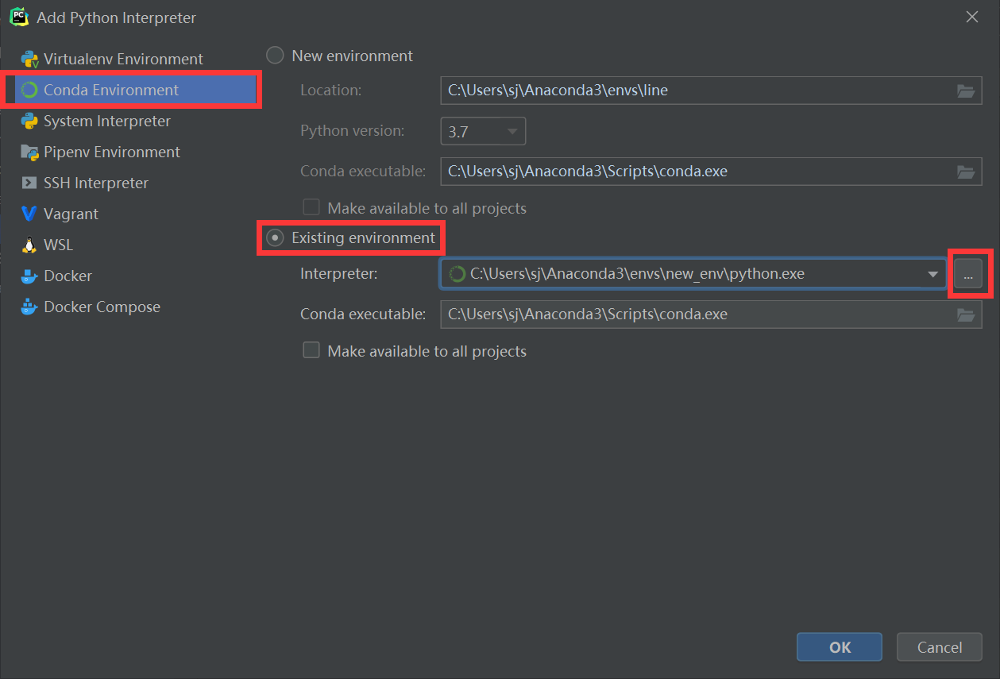 Add Python Interpreter
Virtualenv Environment
Conda Environment
System Interpreter
Pipenv Environment
SSH Interpreter
Vagrant
WSL
Docker
Docker Compose
New environment
Location: C:\Users\sj\Anaconda3\envs\line
Python version: 3.7
Conda executable: C:\Users\sj\Anaconda3\Scripts\conda.exe
Make available to all projects
Existing environment
Interpreter: C:\Users\sj\Anaconda3\envs\new_env\python.exe ...
Conda executable: C:\Users\sj\Anaconda3\Scripts\conda.exe
Make available to all projects
OK Cancel